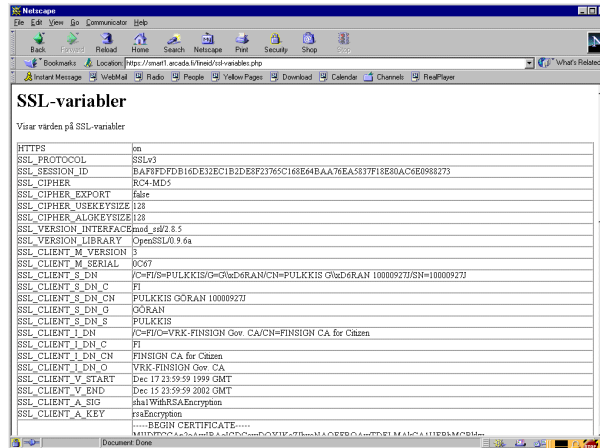 Netscape
File Edit View Go Communicator Help
Back Forward Reload Home Search Netscape Print Security Shop Stop
Bookmarks Location: https://smart1.arcada.fi/fineid/ssl-variables.php What's Related
Instant Message WebMail Radio People Yellow Pages Download Calendar Channels RealPlayer
SSL-variabler
Visar värden på SSL-variabler
HTTPS on
SSL_PROTOCOL SSLv3
SSL_SESSION_ID BAF8FDFDB16DE32EC1B2DE8F23765C168E64BAA76EA5837F18E80AC6E0988273
SSL_CIPHER RC4-MD5
SSL_CIPHER_EXPORT false
SSL_CIPHER_USEKEYSIZE 128
SSL_CIPHER_ALGKEYSIZE 128
SSL_VERSION_INTERFACE mod_ssl/2.8.5
SSL_VERSION_LIBRARY OpenSSL/0.9.6a
SSL_CLIENT_M_VERSION 3
SSL_CLIENT_M_SERIAL 0C67
SSL_CLIENT_S_DN /C=FI/S=PULKKIS/G=G\\xD6RAN/CN=PULKKIS G\\xD6RAN 10000927J/SN=10000927J
SSL_CLIENT_S_DN_C FI
SSL_CLIENT_S_DN_CN PULKKIS GÖRAN 10000927J
SSL_CLIENT_S_DN_G GÖRAN
SSL_CLIENT_S_DN_S PULKKIS
SSL_CLIENT_I_DN /C=FI/O=VRK-FINSIGN Gov. CA/CN=FINSIGN CA for Citizen
SSL_CLIENT_I_DN_C FI
SSL_CLIENT_I_DN_CN FINSIGN CA for Citizen
SSL_CLIENT_I_DN_O VRK-FINSIGN Gov. CA
SSL_CLIENT_V_START Dec 17 23:59:59 1999 GMT
SSL_CLIENT_V_END Dec 15 23:59:59 2002 GMT
SSL_CLIENT_A_SIG sha1WithRSAEncryption
SSL_CLIENT_A_KEY rsaEncryption
-----BEGIN CERTIFICATE-----
Document: Done